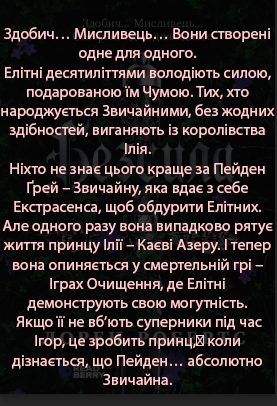 Здобич... Мисливець...
Здобич… Мисливець… Вони створені
одне для одного.
Елітні десятиліттями володіють силою,
подарованою їм Чумою. Тих, хто
народжується Звичайними, без жодних
здібностей, виганяють із королівства
Ілія.
Ніхто не знає цього краще за Пейден
Ґрей – Звичайну, яка вдає з себе
Екстрасенса, щоб обдурити Елітних.
Але одного разу вона випадково рятує
життя принцу Ілії – Каєві Азеру. І тепер
вона опиняється у смертельній грі –
Іграх Очищення, де Елітні
демонструють свою могутність.
Якщо її не вб’ють суперники під час
Ігор, це зробить принц, коли
дізнається, що Пейден… абсолютно
Звичайна.
READ
BERRY